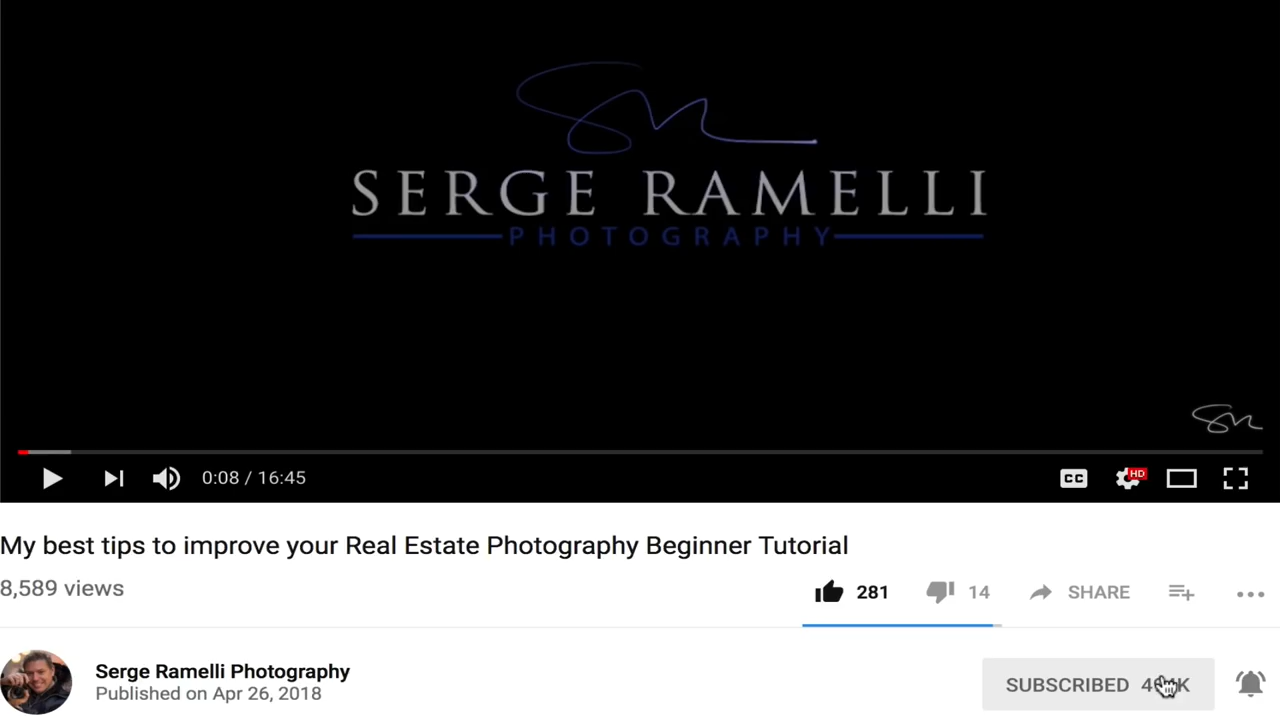 SERGE RAMELLI
PHOTOGRAPHY
0:08 / 16:45
CC
HD
My best tips to improve your Real Estate Photography Beginner Tutorial
8,589 views
281
14
SHARE
Serge Ramelli Photography
Published on Apr 26, 2018
SUBSCRIBED